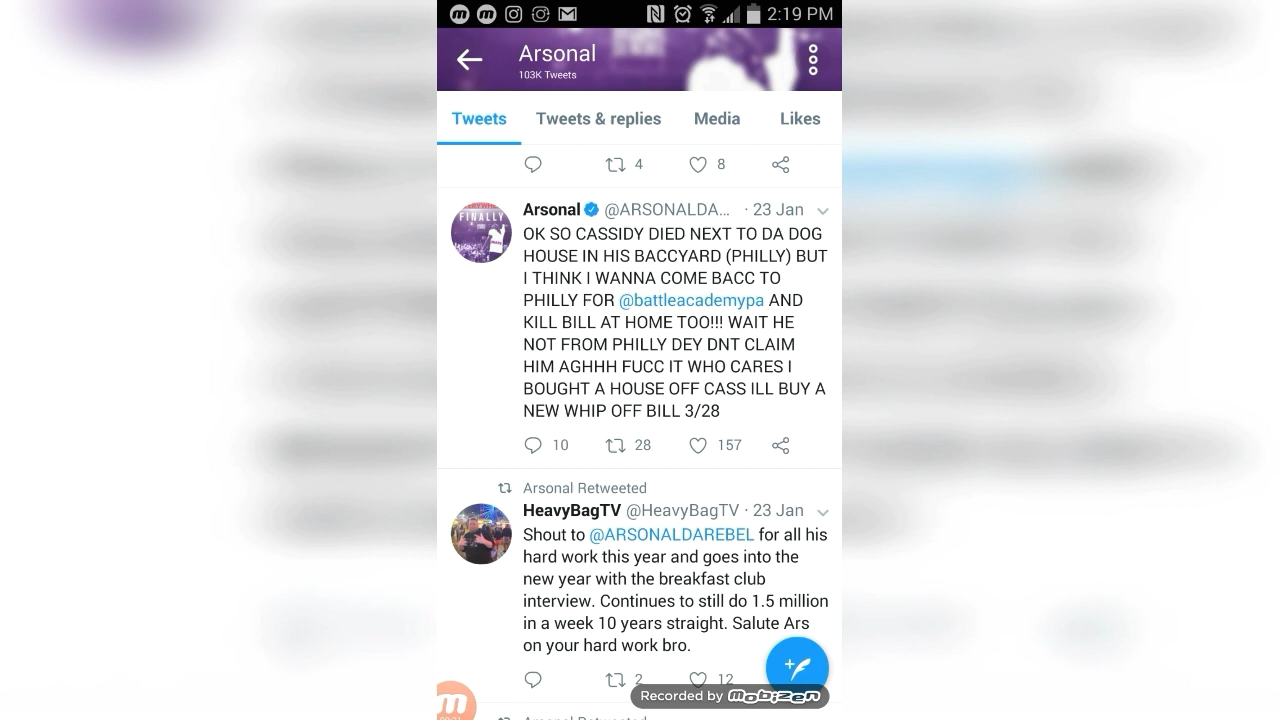 2:19 PM
Arsonal
103K Tweets
Tweets Tweets & replies Media Likes
4 8
FINALLY
Arsonal @ARSONALDA... · 23 Jan
OK SO CASSIDY DIED NEXT TO DA DOG
HOUSE IN HIS BACCYARD (PHILLY) BUT
I THINK I WANNA COME BACC TO
PHILLY FOR @battleacademypa AND
KILL BILL AT HOME TOO!!! WAIT HE
NOT FROM PHILLY DEY DNT CLAIM
HIM AGHHH FUCC IT WHO CARES I
BOUGHT A HOUSE OFF CASS ILL BUY A
NEW WHIP OFF BILL 3/28
10 28 157
Arsonal Retweeted
HeavyBagTV @HeavyBagTV · 23 Jan
Shout to @ARSONALDAREBEL for all his
hard work this year and goes into the
new year with the breakfast club
interview. Continues to still do 1.5 million
in a week 10 years straight. Salute Ars
on your hard work bro.
2 12
Recorded by mobizen
Arsonal Retweeted